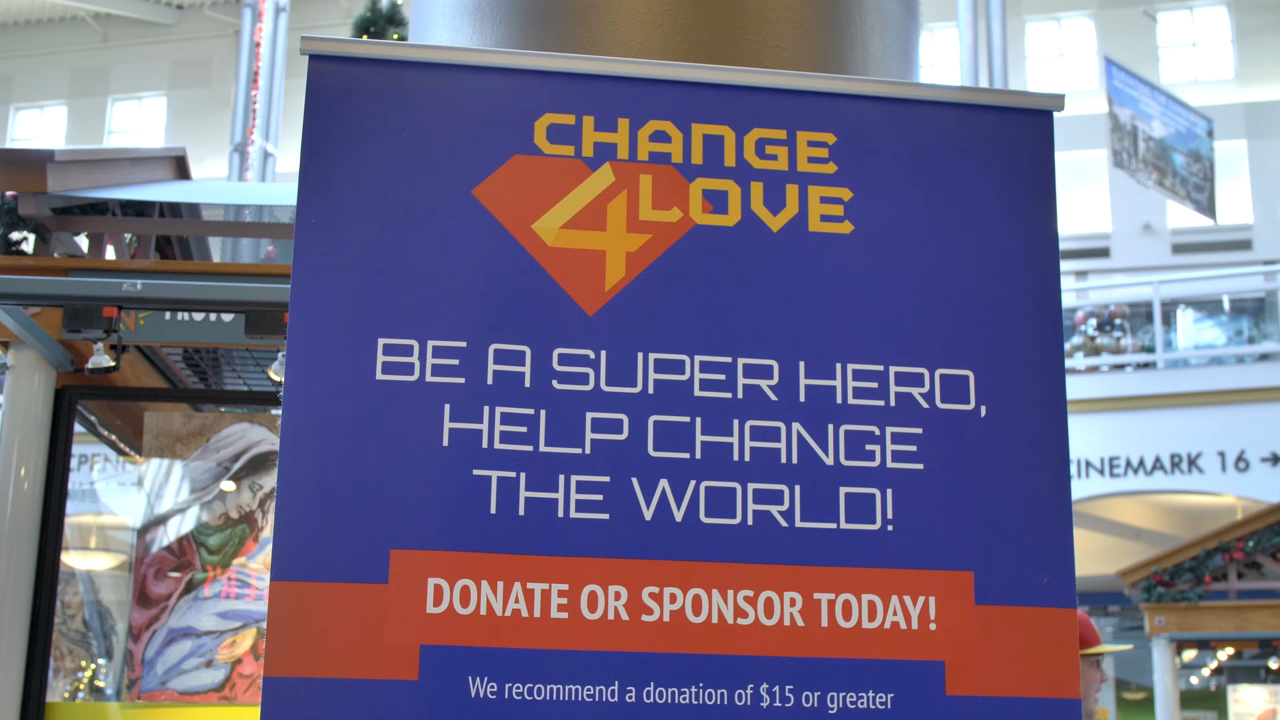 CHANGE
4 LOVE
BE A SUPER HERO,
HELP CHANGE
THE WORLD!
DONATE OR SPONSOR TODAY!
We recommend a donation of $15 or greater
PROVO
CINEMARK 16 →